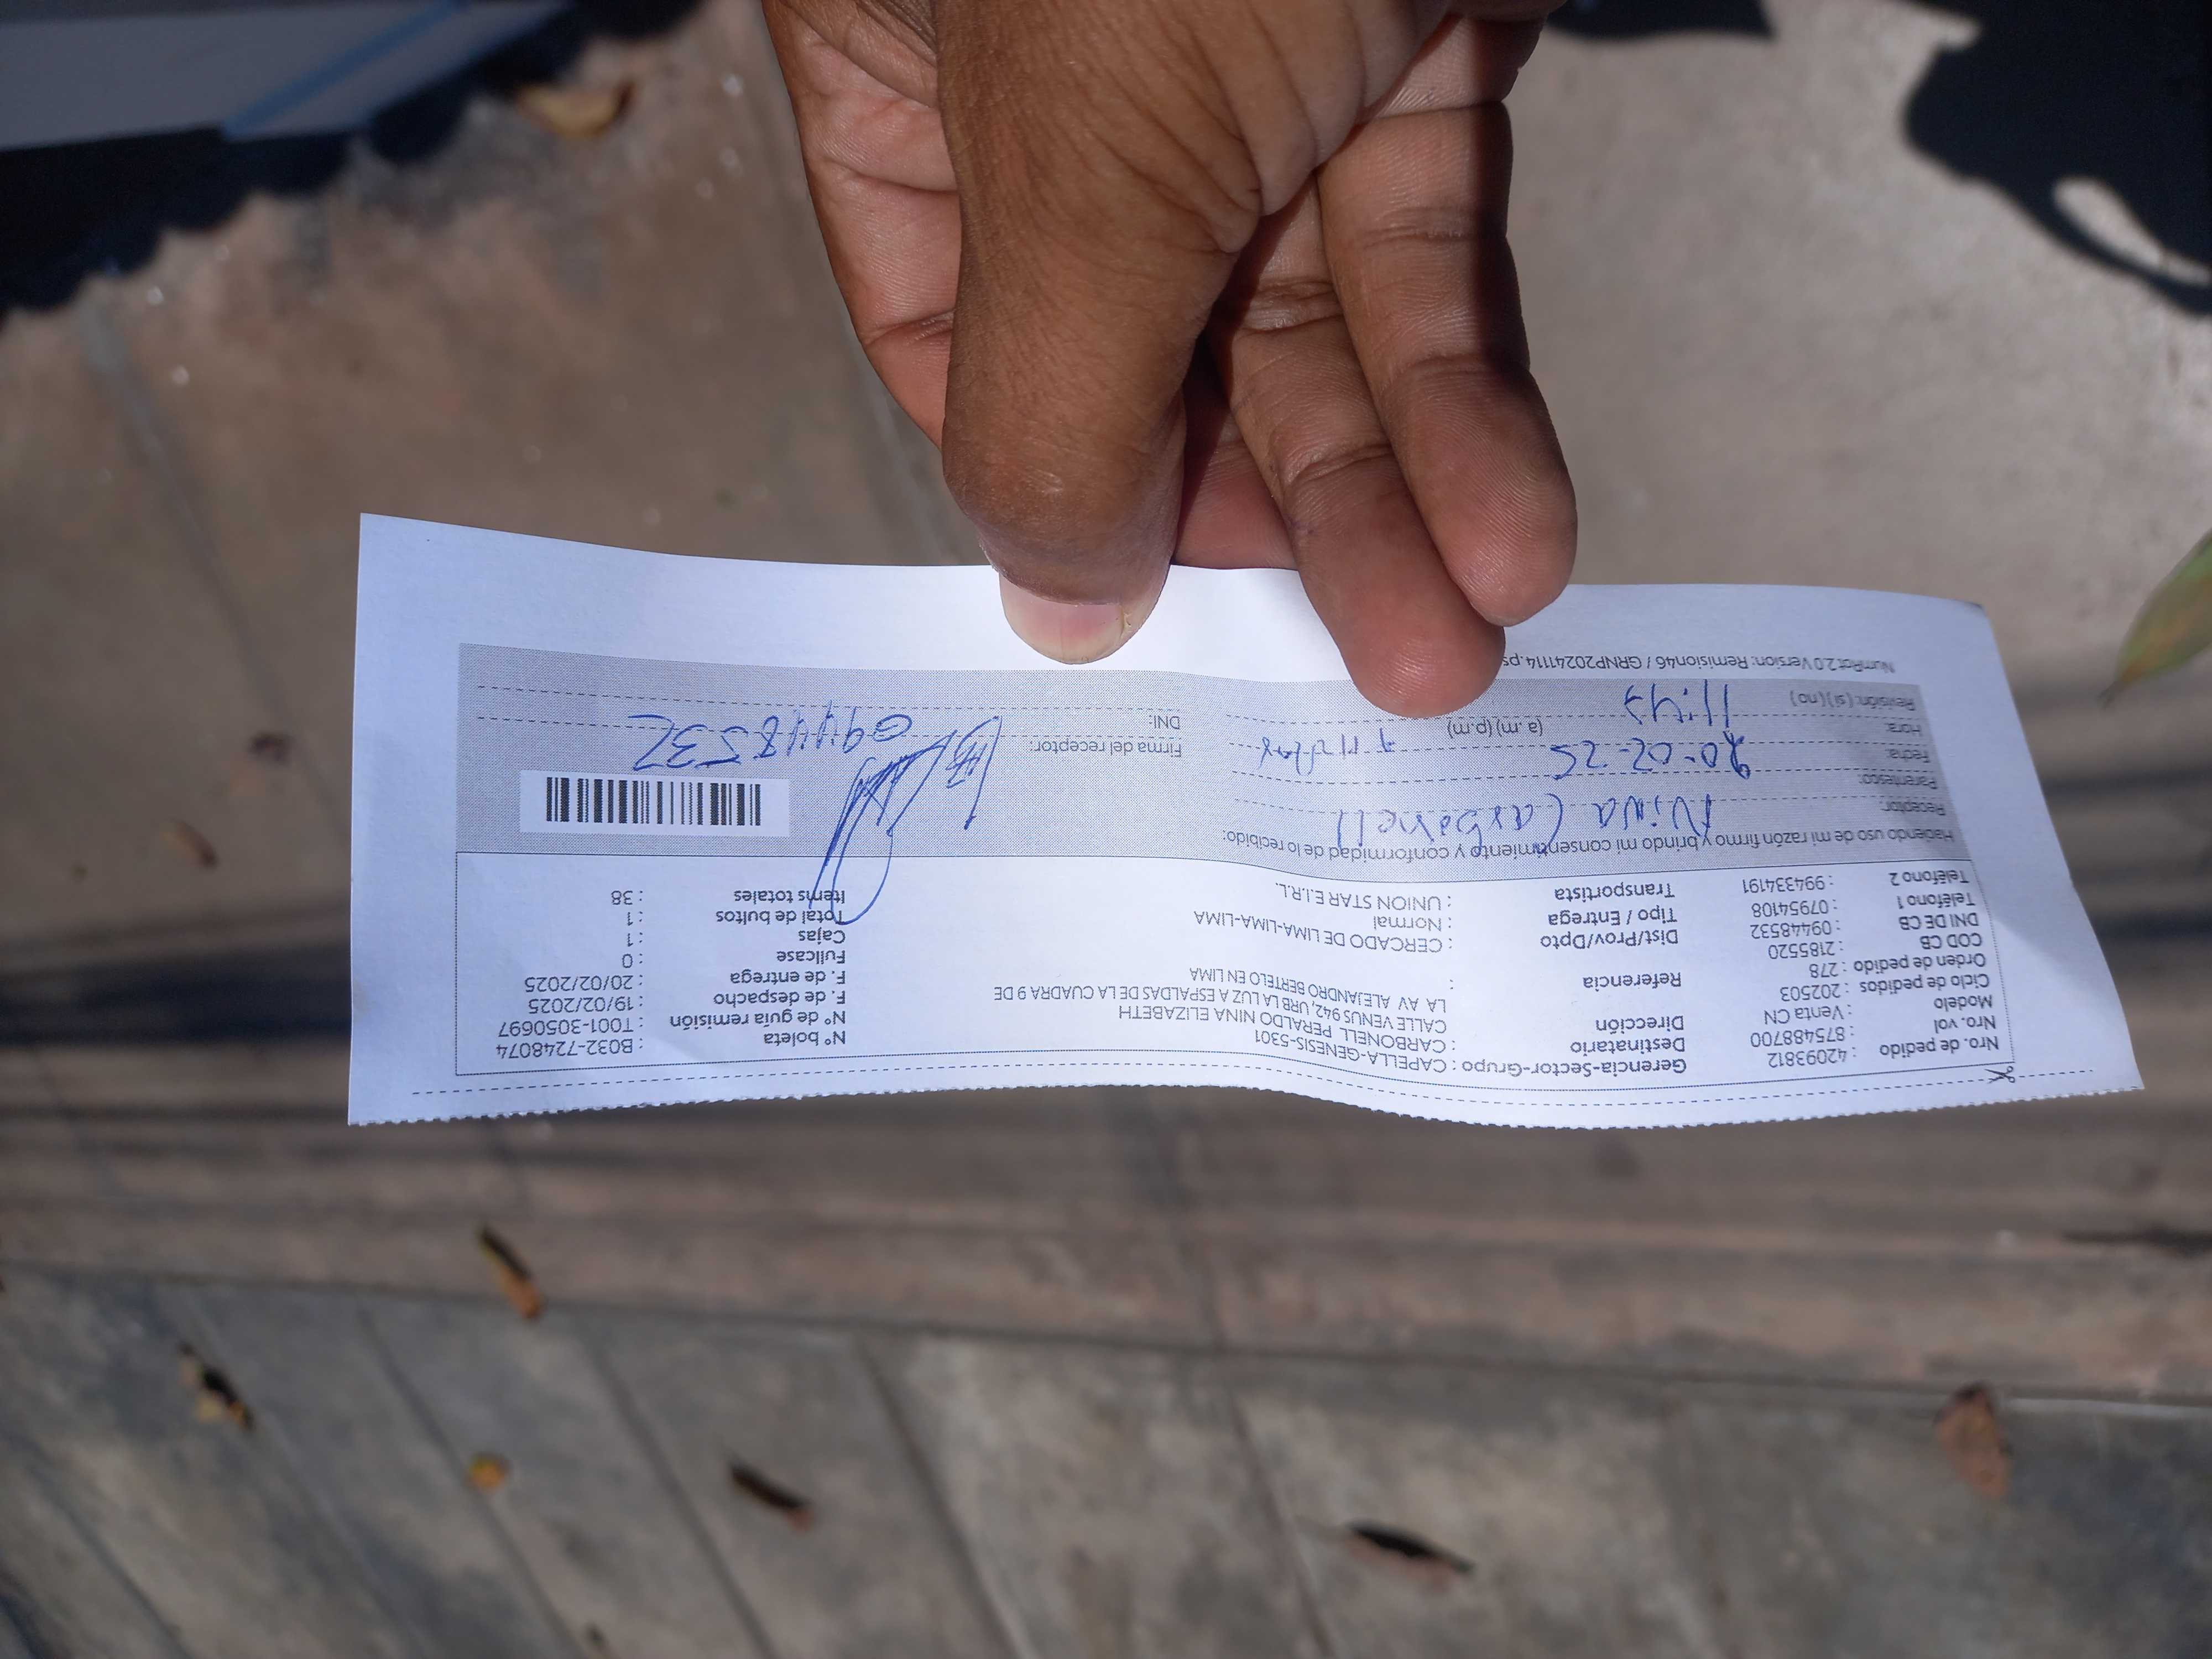 Nro. de pedido : 42093812 Gerencia-Sector-Grupo : CAPELLA-GENESIS-5301 N° boleta : B032-7248074
Nro. vol : 875488700 Destinatario : CARBONELL PERALDO NINA ELIZABETH N° de guía remisión : T001-3050697
Modelo : Venta CN Dirección : CALLE VENUS 942, URB LA LUZ A ESPALDAS DE LA CUADRA 9 DE F. de despacho : 19/02/2025
Ciclo de pedidos : 202503 LA AV ALEJANDRO BERTELO EN LIMA F. de entrega : 20/02/2025
Orden de pedido : 278 Referencia : Fullcase : 0
COD CB : 2185520 Cajas : 1
DNI DE CB : 09448532 Dist/Prov/Dpto : CERCADO DE LIMA-LIMA-LIMA Total de bultos : 1
Teléfono 1 : 07954108 Tipo / Entrega : Normal Items totales : 38
Teléfono 2 : 994334191 Transportista : UNION STAR E.I.R.L.
Haciendo uso de mi razón firmo y brindo mi consentimiento y conformidad de lo recibido:
Receptor: Nina Carbonell
Parentesco:
Fecha: 20-02-25
Hora: 11:43 (a.m) (p.m)
Revisión: (si) (no)
Firma del receptor:
DNI: 09448532
NumRot 2.0 Version: Remision46 / GRNP20241114.ps